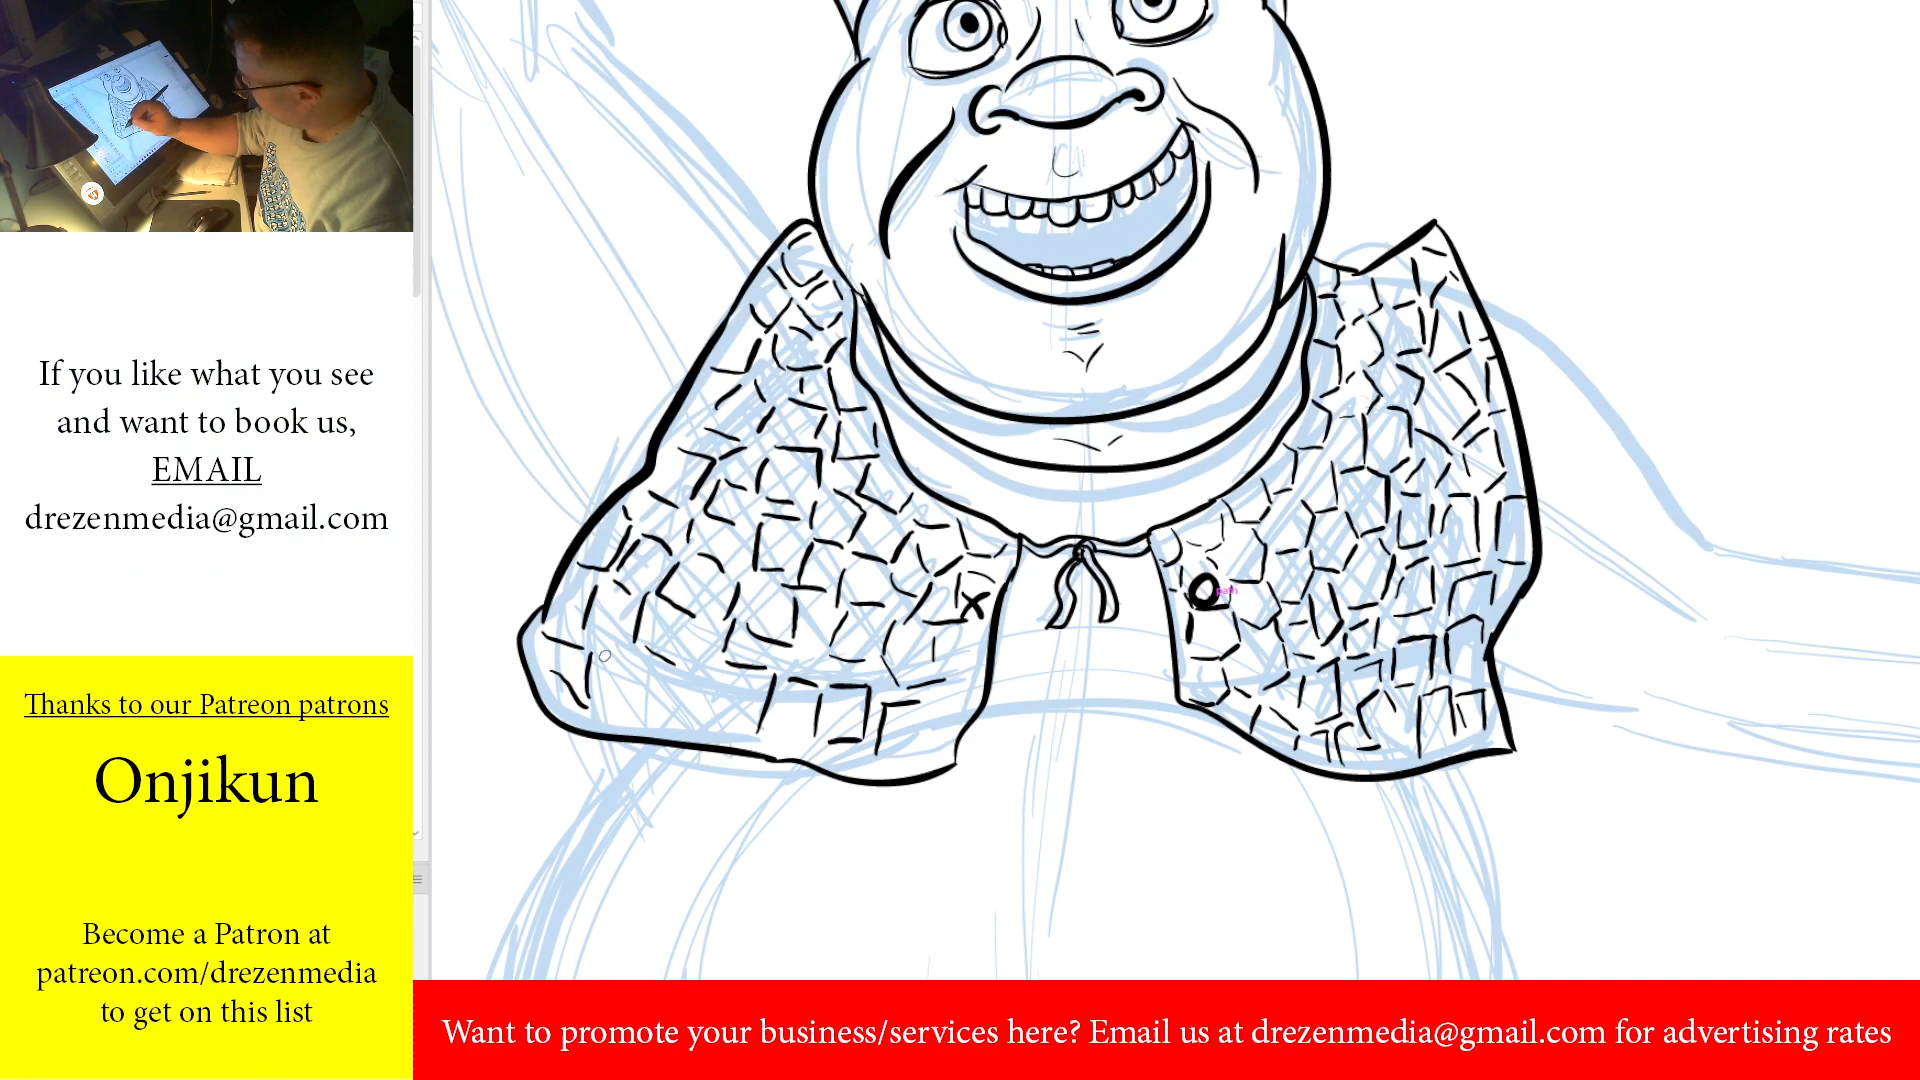 If you like what you see
and want to book us,
EMAIL
drezenmedia@gmail.com
Thanks to our Patreon patrons
Onjikun
Become a Patron at
patreon.com/drezenmedia
to get on this list
path
Want to promote your business/services here? Email us at drezenmedia@gmail.com for advertising rates